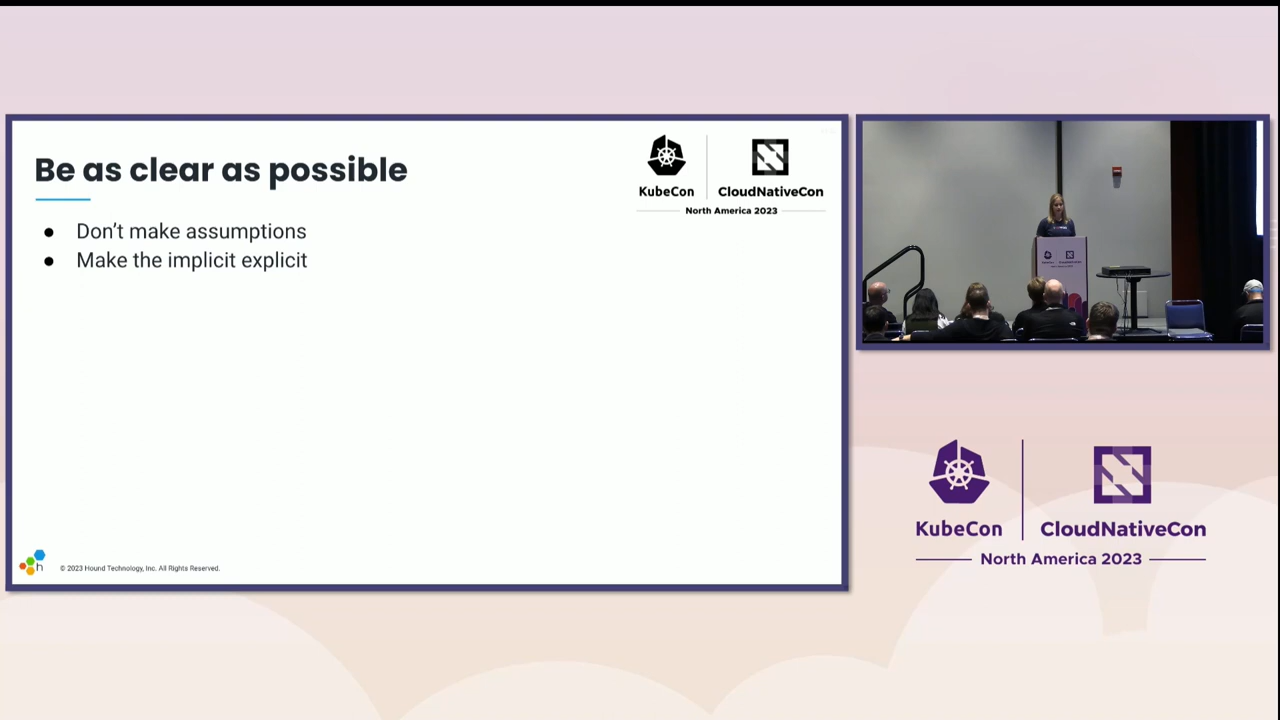 Be as clear as possible
● Don’t make assumptions
● Make the implicit explicit
KubeCon
CloudNativeCon
North America 2023
h
© 2023 Hound Technology, Inc. All Rights Reserved.
KubeCon
CloudNativeCon
North America 2023